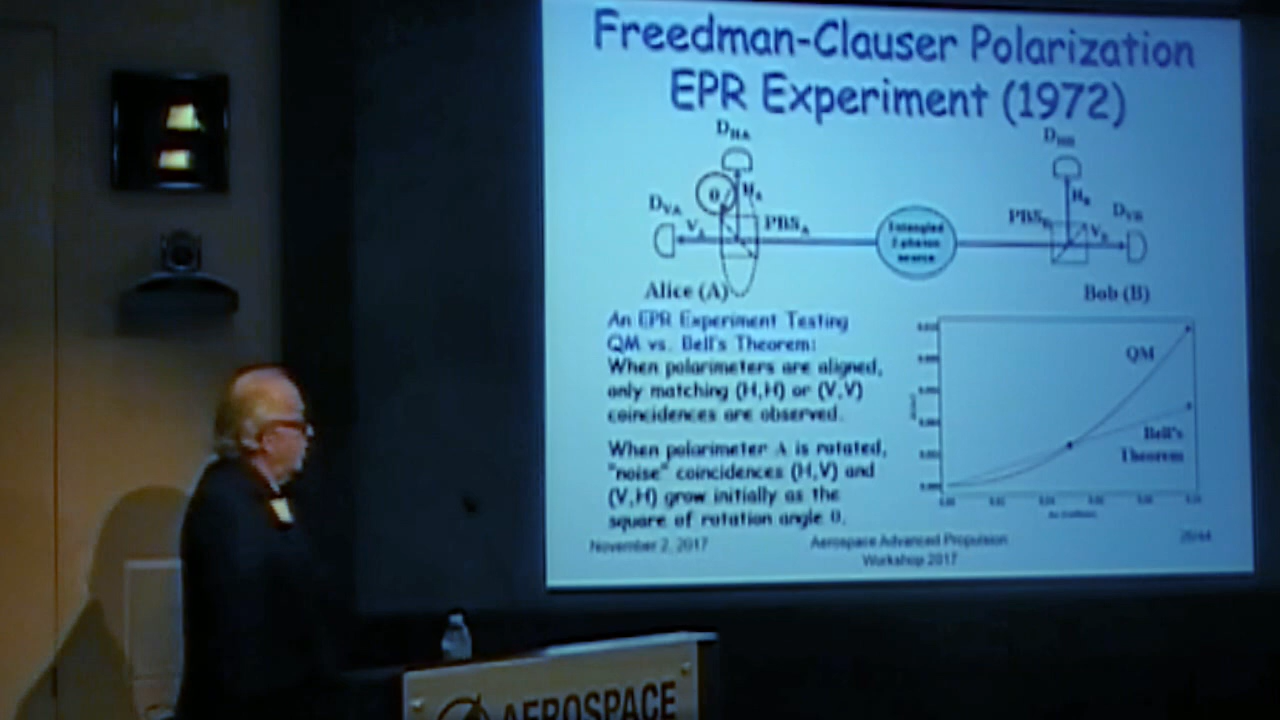 Freedman-Clauser Polarization
EPR Experiment (1972)
D_HA
θ
H_A
D_VA
V_A
PBS_A
Alice (A)
Entangled
2 photon
source
D_HB
H_B
PBS_B
V_B
D_VB
Bob (B)
An EPR Experiment Testing
QM vs. Bell's Theorem:
When polarimeters are aligned,
only matching (H,H) or (V,V)
coincidences are observed.
When polarimeter A is rotated,
"noise" coincidences (H,V) and
(V,H) grow initially as the
square of rotation angle θ.
QM
Bell's
Theorem
November 2, 2017
Aerospace Advanced Propulsion
Workshop 2017
AEROSPACE